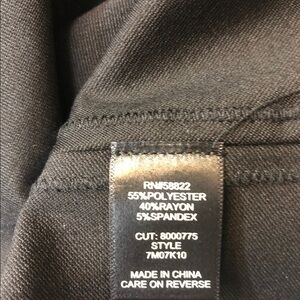 RN#58822
55%POLYESTER
40%RAYON
5%SPANDEX
CUT: 8000775
STYLE
7M07K10
MADE IN CHINA
CARE ON REVERSE